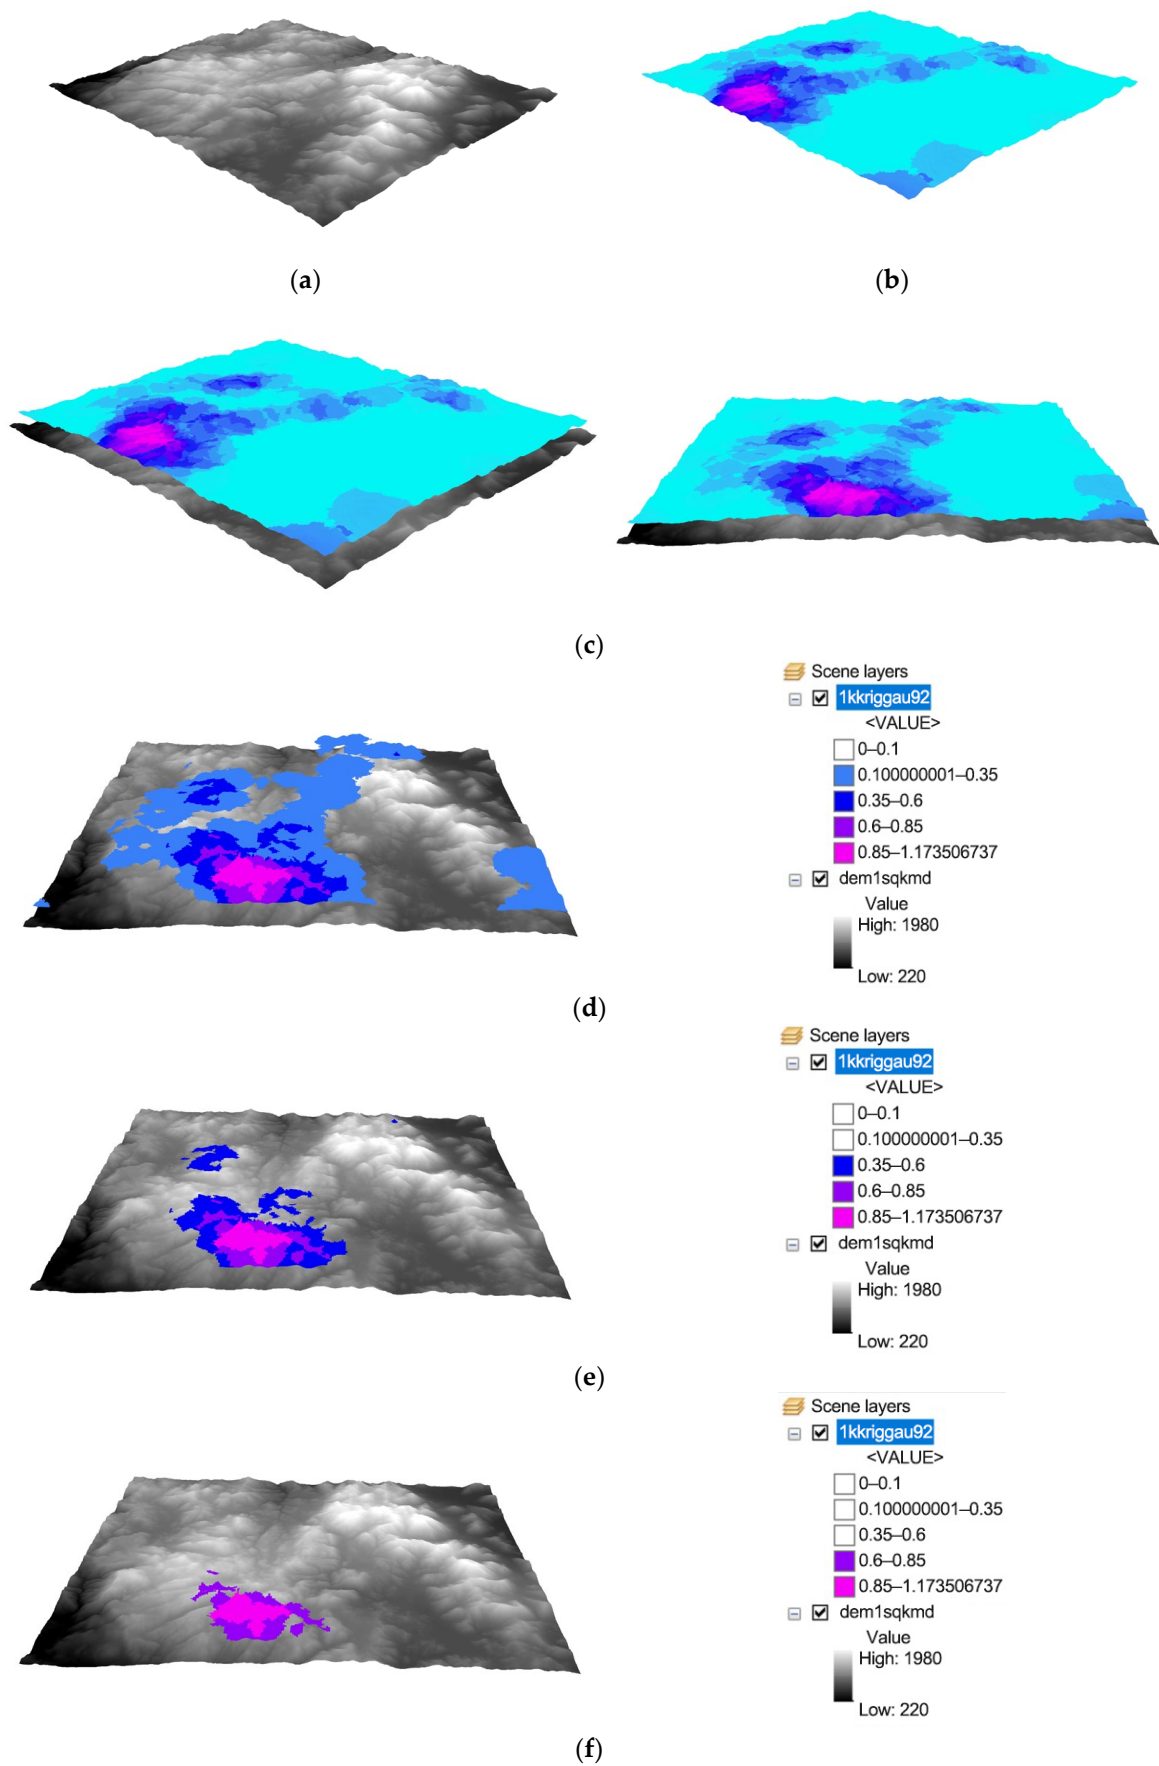 (a)
(b)
(c)
Scene layers
1kkriggau92
<VALUE>
0–0.1
0.100000001–0.35
0.35–0.6
0.6–0.85
0.85–1.173506737
dem1sqkmd
Value
High: 1980
Low: 220
(d)
Scene layers
1kkriggau92
<VALUE>
0–0.1
0.100000001–0.35
0.35–0.6
0.6–0.85
0.85–1.173506737
dem1sqkmd
Value
High: 1980
Low: 220
(e)
Scene layers
1kkriggau92
<VALUE>
0–0.1
0.100000001–0.35
0.35–0.6
0.6–0.85
0.85–1.173506737
dem1sqkmd
Value
High: 1980
Low: 220
(f)